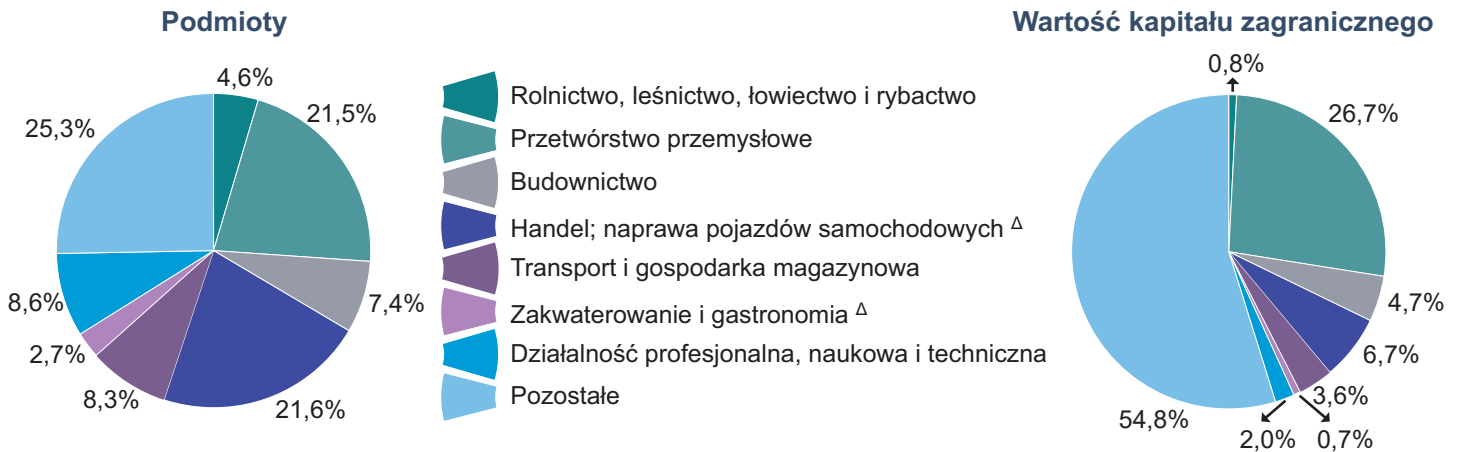 Podmioty
4,6%
21,5%
7,4%
21,6%
8,3%
2,7%
8,6%
25,3%
Rolnictwo, leśnictwo, łowiectwo i rybactwo
Przetwórstwo przemysłowe
Budownictwo
Handel; naprawa pojazdów samochodowych Δ
Transport i gospodarka magazynowa
Zakwaterowanie i gastronomia Δ
Działalność profesjonalna, naukowa i techniczna
Pozostałe
Wartość kapitału zagranicznego
0,8%
26,7%
4,7%
6,7%
3,6%
0,7%
2,0%
54,8%